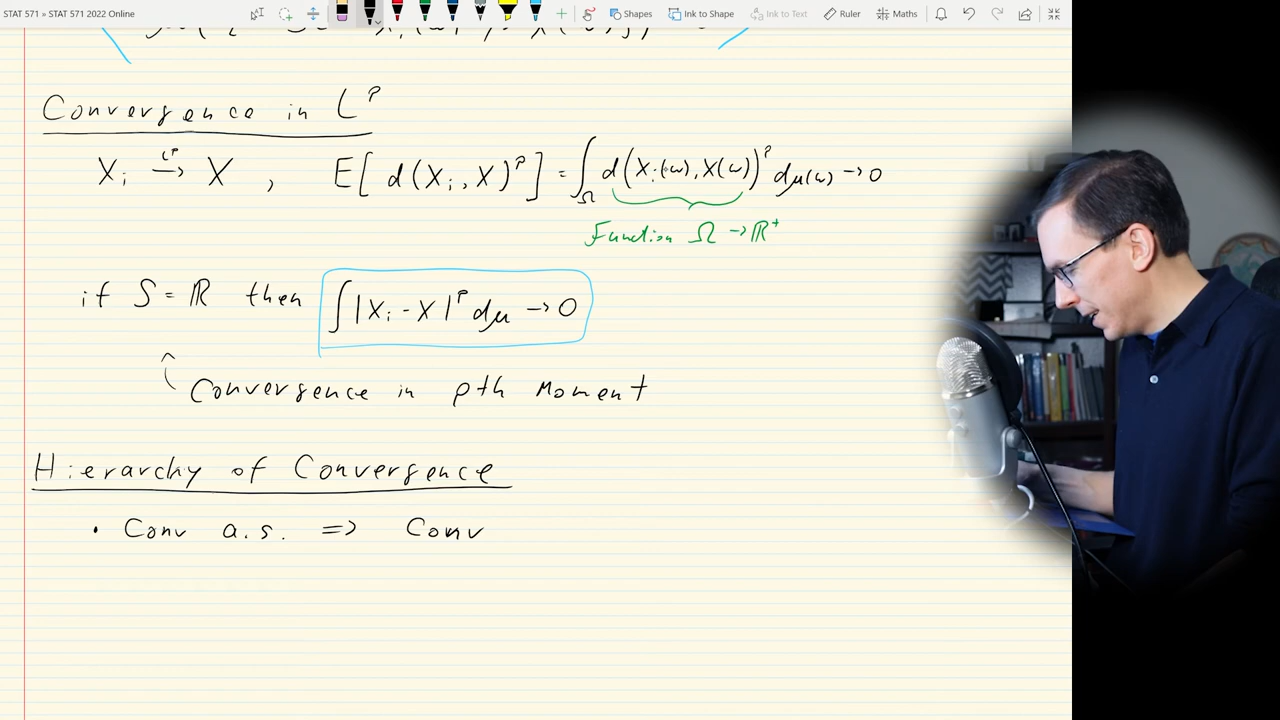 STAT 571 » STAT 571 2022 Online
Shapes Ink to Shape Ink to Text Ruler Maths
Convergence in L^p
X_i →^{L^p} X , E[ d(X_i, X)^p ] = ∫_Ω d(X_i(ω), X(ω))^p dμ(ω) → 0
Function Ω → ℝ^+
if S = ℝ then ∫ |X_i - X|^p dμ → 0
Convergence in pth Moment
Hierarchy of Convergence
• Conv a.s. => Conv